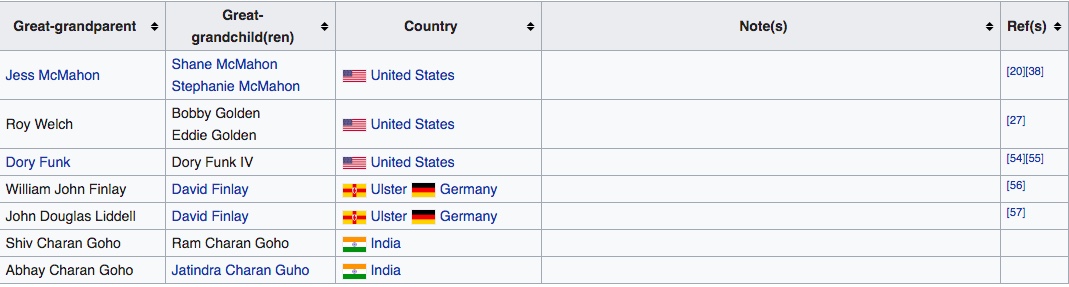 Great-grandparent Great-grandchild(ren) Country Note(s) Ref(s)
Jess McMahon Shane McMahon United States [20][38]
Stephanie McMahon
Roy Welch Bobby Golden United States [27]
Eddie Golden
Dory Funk Dory Funk IV United States [54][55]
William John Finlay David Finlay Ulster Germany [56]
John Douglas Liddell David Finlay Ulster Germany [57]
Shiv Charan Goho Ram Charan Goho India
Abhay Charan Goho Jatindra Charan Guho India